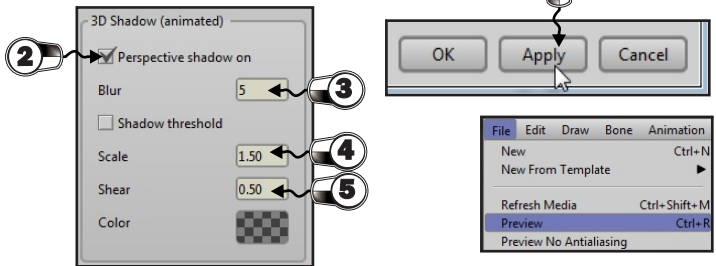 3D Shadow (animated)
2
Perspective shadow on
Blur
5
3
Shadow threshold
Scale
1.50
4
Shear
0.50
5
Color
OK
Apply
Cancel
File Edit Draw Bone Animation
New Ctrl+N
New From Template
Refresh Media Ctrl+Shift+M
Preview Ctrl+R
Preview No Antialiasing